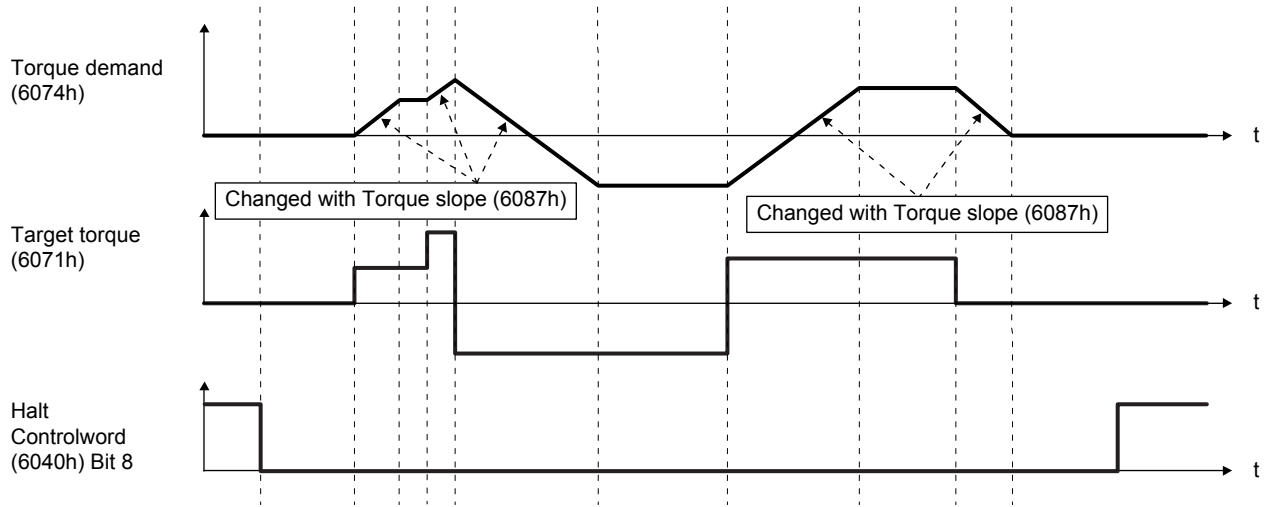 Torque demand
(6074h)
t
Changed with Torque slope (6087h)
Changed with Torque slope (6087h)
Target torque
(6071h)
t
Halt
Controlword
(6040h) Bit 8
t